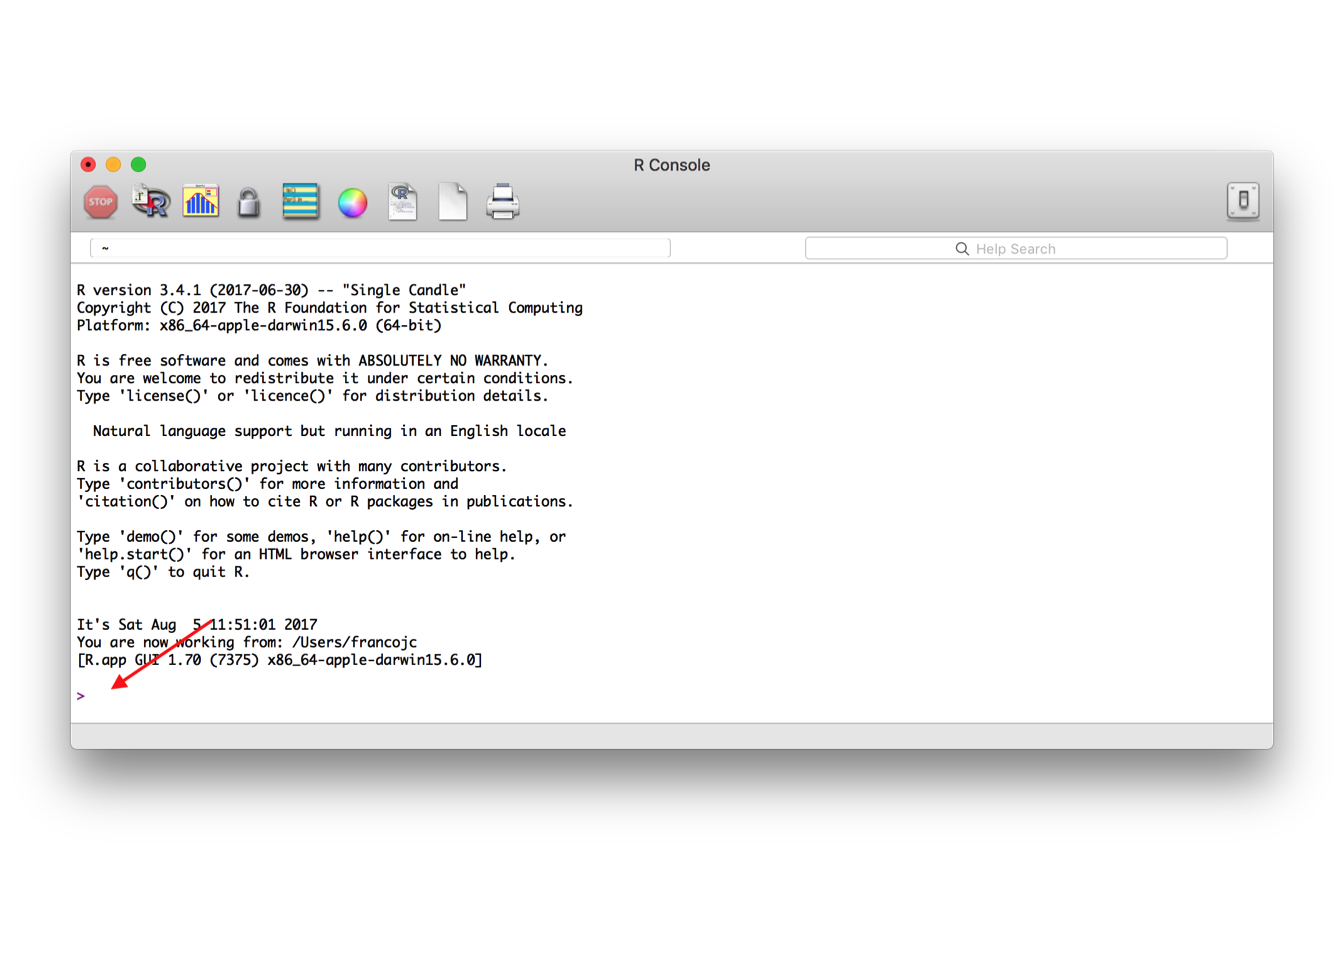 R Console
STOP
~
Help Search
R version 3.4.1 (2017-06-30) -- "Single Candle"
Copyright (C) 2017 The R Foundation for Statistical Computing
Platform: x86_64-apple-darwin15.6.0 (64-bit)
R is free software and comes with ABSOLUTELY NO WARRANTY.
You are welcome to redistribute it under certain conditions.
Type 'license()' or 'licence()' for distribution details.
Natural language support but running in an English locale
R is a collaborative project with many contributors.
Type 'contributors()' for more information and
'citation()' on how to cite R or R packages in publications.
Type 'demo()' for some demos, 'help()' for on-line help, or
'help.start()' for an HTML browser interface to help.
Type 'q()' to quit R.
It's Sat Aug  5 11:51:01 2017
You are now working from: /Users/francojc
[R.app GUI 1.70 (7375) x86_64-apple-darwin15.6.0]
>